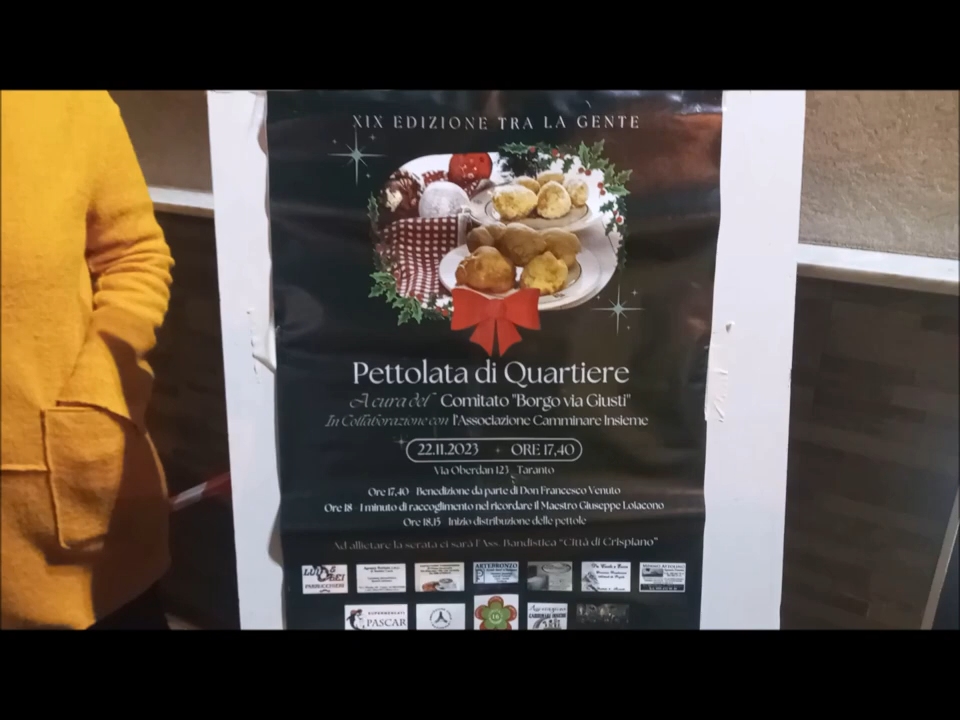 XIX EDIZIONE TRA LA GENTE
Pettolata di Quartiere
A cura del Comitato "Borgo via Giusti"
In Collaborazione con l'Associazione Camminare Insieme
22.11.2023 + ORE 17,40
Via Oberdan 123 Taranto
Ore 17,40 Benedizione da parte di Don Francesco Venuto
Ore 18 1 minuto di raccoglimento nel ricordare il Maestro Giuseppe Loiacono
Ore 18,15 Inizio distribuzione delle pettole
Ad allietare la serata ci sarà l'Ass. Bandistica "Città di Crispiano"
PARRUCCHIERI
ARTEBRONZO
SUPERMERCATI
PASCAR